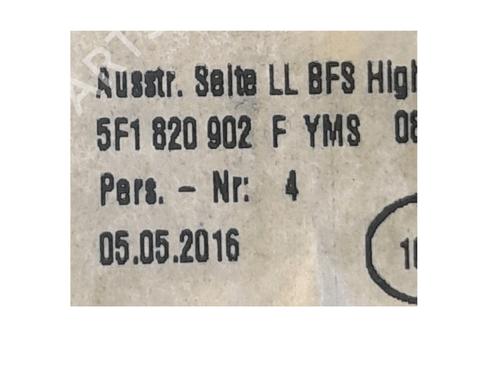 Ausstr. Seite LL BFS High
5F1 820 902 F YMS 08
Pers. - Nr: 4
05.05.2016